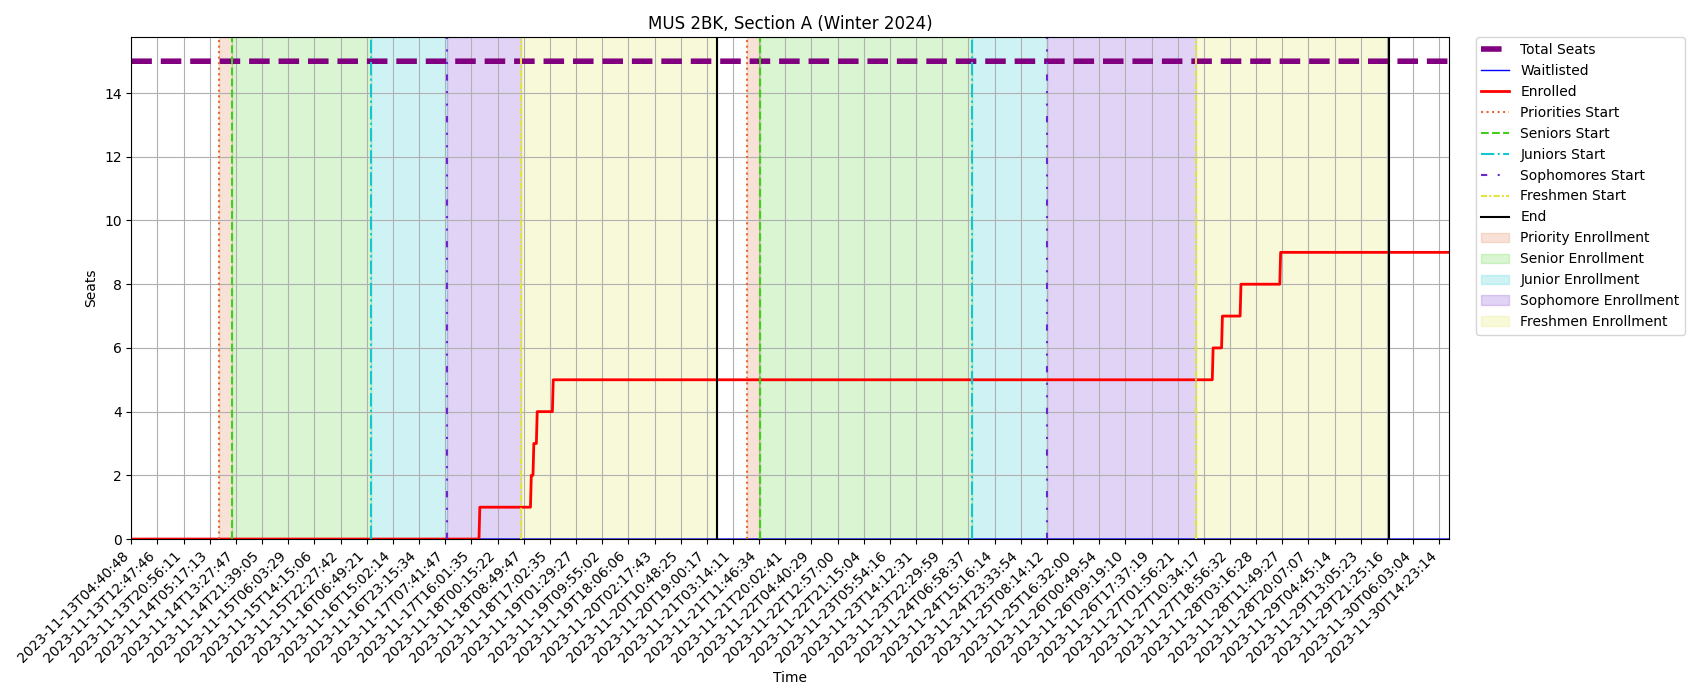 MUS 2BK, Section A (Winter 2024)
Seats
14
12
10
8
6
4
2
0
2023-11-13T04:40:48
2023-11-13T12:47:46
2023-11-13T20:56:11
2023-11-14T05:17:13
2023-11-14T13:27:47
2023-11-14T21:39:05
2023-11-15T06:03:29
2023-11-15T14:15:06
2023-11-15T22:27:42
2023-11-16T06:49:21
2023-11-16T15:02:14
2023-11-16T23:15:34
2023-11-17T07:41:47
2023-11-17T16:01:35
2023-11-18T00:15:22
2023-11-18T08:49:47
2023-11-18T17:02:35
2023-11-19T01:29:27
2023-11-19T09:55:02
2023-11-19T18:06:06
2023-11-20T02:17:43
2023-11-20T10:48:25
2023-11-20T19:00:17
2023-11-21T03:14:11
2023-11-21T11:46:34
2023-11-21T20:02:41
2023-11-22T04:40:29
2023-11-22T12:57:00
2023-11-22T21:15:04
2023-11-23T05:54:16
2023-11-23T14:12:31
2023-11-23T22:29:59
2023-11-24T06:58:37
2023-11-24T15:16:14
2023-11-24T23:33:54
2023-11-25T08:14:12
2023-11-25T16:32:00
2023-11-26T00:49:54
2023-11-26T09:19:10
2023-11-26T17:37:19
2023-11-27T01:56:21
2023-11-27T10:34:17
2023-11-27T18:56:32
2023-11-28T03:16:28
2023-11-28T11:49:27
2023-11-28T20:07:07
2023-11-29T04:45:14
2023-11-29T13:05:23
2023-11-29T21:25:16
2023-11-30T06:03:04
2023-11-30T14:23:14
Time
Total Seats
Waitlisted
Enrolled
Priorities Start
Seniors Start
Juniors Start
Sophomores Start
Freshmen Start
End
Priority Enrollment
Senior Enrollment
Junior Enrollment
Sophomore Enrollment
Freshmen Enrollment